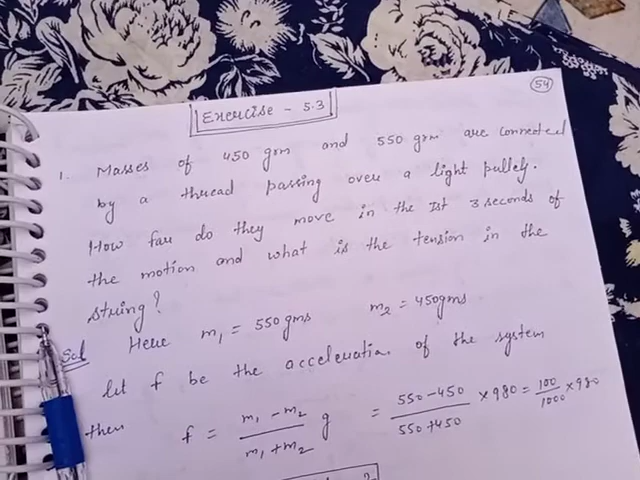 54
Exercise - 5.3
1. Masses of 450 grm and 550 grm are connected
by a thread passing over a light pulley.
How far do they move in the Ist 3 seconds of
the motion and what is the tension in the
string?
Sol Here m₁ = 550 gms m₂ = 450gms
let f be the acceleration of the system
then f = (m₁ - m₂)/(m₁ + m₂) g = (550 - 450)/(550 + 450) × 980 = 100/1000 × 980